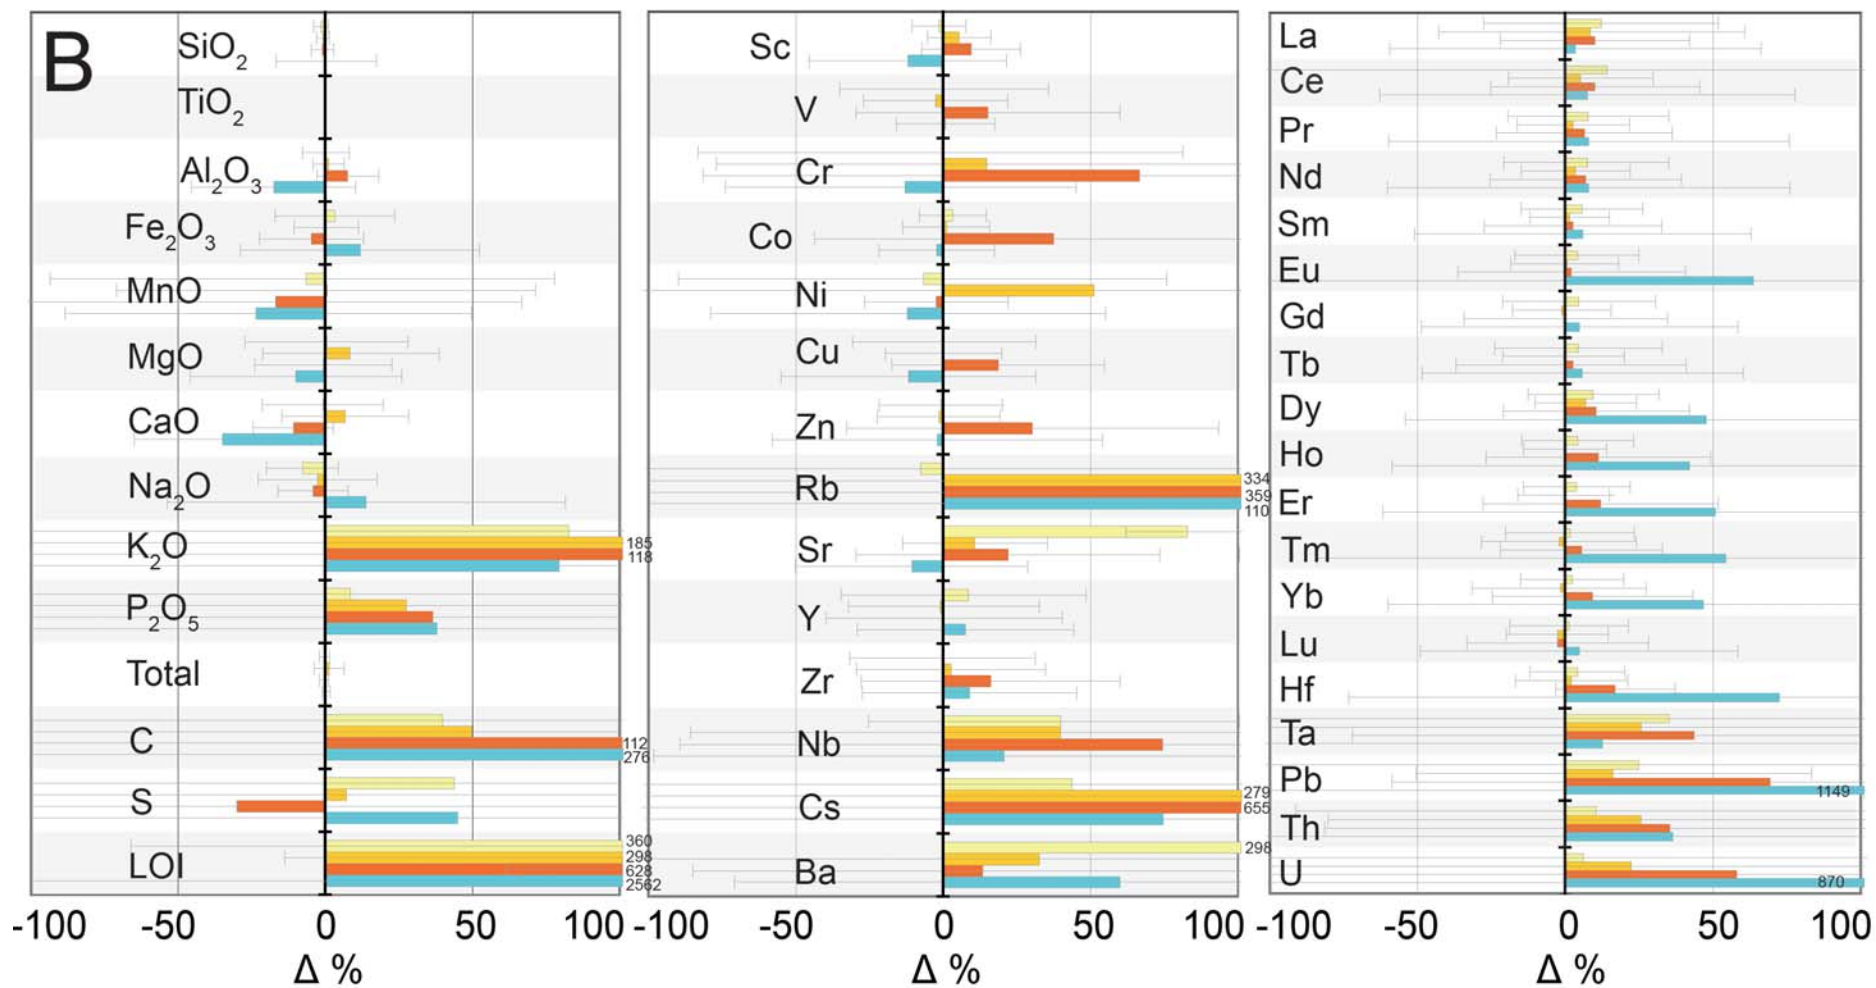 B
SiO₂
TiO₂
Al₂O₃
Fe₂O₃
MnO
MgO
CaO
Na₂O
K₂O
185
118
P₂O₅
Total
C
112
276
S
LOI
360
298
628
2562
-100 -50 0 50 100
Δ %
Sc
V
Cr
Co
Ni
Cu
Zn
Rb
334
359
110
Sr
Y
Zr
Nb
Cs
279
655
Ba
298
-100 -50 0 50 100
Δ %
La
Ce
Pr
Nd
Sm
Eu
Gd
Tb
Dy
Ho
Er
Tm
Yb
Lu
Hf
Ta
Pb
1149
Th
U
870
-100 -50 0 50 100
Δ %